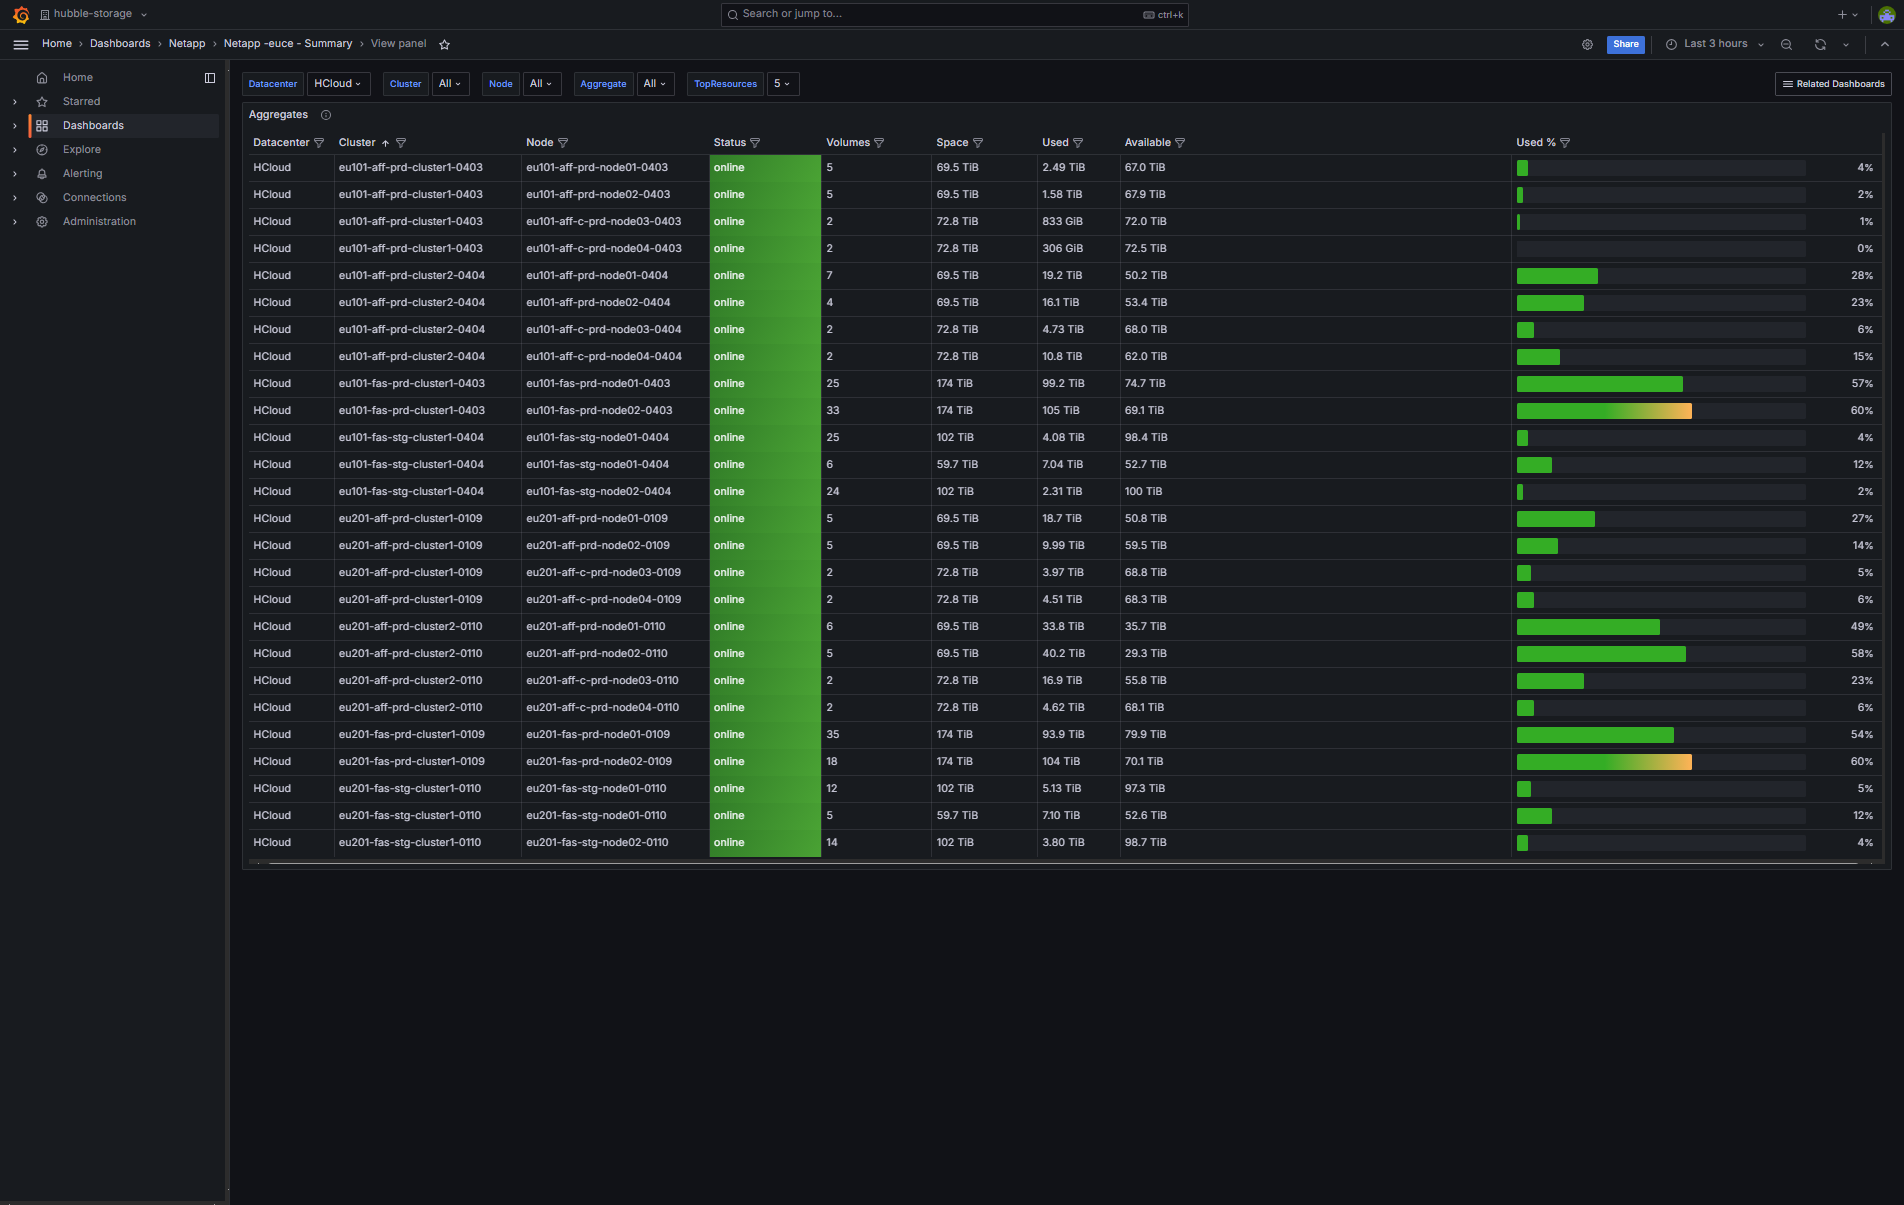 hubble-storage
Search or jump to...
ctrl+k
Home › Dashboards › Netapp › Netapp -euce - Summary › View panel
Share
Last 3 hours
Home
Starred
Dashboards
Explore
Alerting
Connections
Administration
Datacenter HCloud Cluster All Node All Aggregate All TopResources 5
Related Dashboards
Aggregates
Datacenter Cluster Node Status Volumes Space Used Available Used %
HCloud eu101-aff-prd-cluster1-0403 eu101-aff-prd-node01-0403 online 5 69.5 TiB 2.49 TiB 67.0 TiB 4%
HCloud eu101-aff-prd-cluster1-0403 eu101-aff-prd-node02-0403 online 5 69.5 TiB 1.58 TiB 67.9 TiB 2%
HCloud eu101-aff-prd-cluster1-0403 eu101-aff-c-prd-node03-0403 online 2 72.8 TiB 833 GiB 72.0 TiB 1%
HCloud eu101-aff-prd-cluster1-0403 eu101-aff-c-prd-node04-0403 online 2 72.8 TiB 306 GiB 72.5 TiB 0%
HCloud eu101-aff-prd-cluster2-0404 eu101-aff-prd-node01-0404 online 7 69.5 TiB 19.2 TiB 50.2 TiB 28%
HCloud eu101-aff-prd-cluster2-0404 eu101-aff-prd-node02-0404 online 4 69.5 TiB 16.1 TiB 53.4 TiB 23%
HCloud eu101-aff-prd-cluster2-0404 eu101-aff-c-prd-node03-0404 online 2 72.8 TiB 4.73 TiB 68.0 TiB 6%
HCloud eu101-aff-prd-cluster2-0404 eu101-aff-c-prd-node04-0404 online 2 72.8 TiB 10.8 TiB 62.0 TiB 15%
HCloud eu101-fas-prd-cluster1-0403 eu101-fas-prd-node01-0403 online 25 174 TiB 99.2 TiB 74.7 TiB 57%
HCloud eu101-fas-prd-cluster1-0403 eu101-fas-prd-node02-0403 online 33 174 TiB 105 TiB 69.1 TiB 60%
HCloud eu101-fas-stg-cluster1-0404 eu101-fas-stg-node01-0404 online 25 102 TiB 4.08 TiB 98.4 TiB 4%
HCloud eu101-fas-stg-cluster1-0404 eu101-fas-stg-node01-0404 online 6 59.7 TiB 7.04 TiB 52.7 TiB 12%
HCloud eu101-fas-stg-cluster1-0404 eu101-fas-stg-node02-0404 online 24 102 TiB 2.31 TiB 100 TiB 2%
HCloud eu201-aff-prd-cluster1-0109 eu201-aff-prd-node01-0109 online 5 69.5 TiB 18.7 TiB 50.8 TiB 27%
HCloud eu201-aff-prd-cluster1-0109 eu201-aff-prd-node02-0109 online 5 69.5 TiB 9.99 TiB 59.5 TiB 14%
HCloud eu201-aff-prd-cluster1-0109 eu201-aff-c-prd-node03-0109 online 2 72.8 TiB 3.97 TiB 68.8 TiB 5%
HCloud eu201-aff-prd-cluster1-0109 eu201-aff-c-prd-node04-0109 online 2 72.8 TiB 4.51 TiB 68.3 TiB 6%
HCloud eu201-aff-prd-cluster2-0110 eu201-aff-prd-node01-0110 online 6 69.5 TiB 33.8 TiB 35.7 TiB 49%
HCloud eu201-aff-prd-cluster2-0110 eu201-aff-prd-node02-0110 online 5 69.5 TiB 40.2 TiB 29.3 TiB 58%
HCloud eu201-aff-prd-cluster2-0110 eu201-aff-c-prd-node03-0110 online 2 72.8 TiB 16.9 TiB 55.8 TiB 23%
HCloud eu201-aff-prd-cluster2-0110 eu201-aff-c-prd-node04-0110 online 2 72.8 TiB 4.62 TiB 68.1 TiB 6%
HCloud eu201-fas-prd-cluster1-0109 eu201-fas-prd-node01-0109 online 35 174 TiB 93.9 TiB 79.9 TiB 54%
HCloud eu201-fas-prd-cluster1-0109 eu201-fas-prd-node02-0109 online 18 174 TiB 104 TiB 70.1 TiB 60%
HCloud eu201-fas-stg-cluster1-0110 eu201-fas-stg-node01-0110 online 12 102 TiB 5.13 TiB 97.3 TiB 5%
HCloud eu201-fas-stg-cluster1-0110 eu201-fas-stg-node01-0110 online 5 59.7 TiB 7.10 TiB 52.6 TiB 12%
HCloud eu201-fas-stg-cluster1-0110 eu201-fas-stg-node02-0110 online 14 102 TiB 3.80 TiB 98.7 TiB 4%